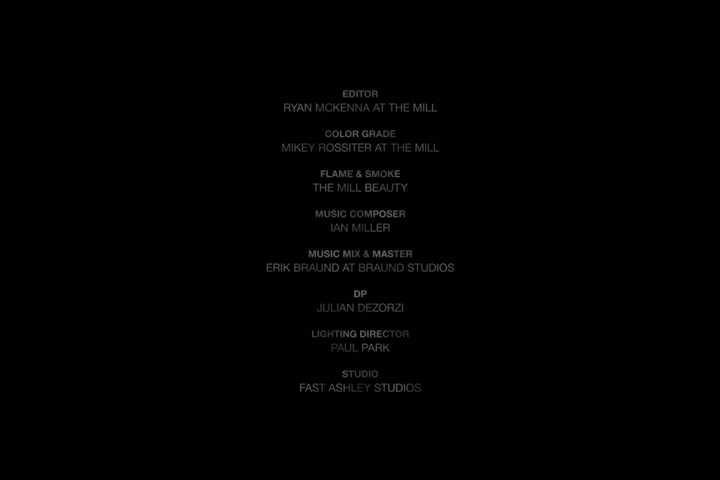 EDITOR
RYAN MCKENNA AT THE MILL
COLOR GRADE
MIKEY ROSSITER AT THE MILL
FLAME & SMOKE
THE MILL BEAUTY
MUSIC COMPOSER
IAN MILLER
MUSIC MIX & MASTER
ERIK BRAUND AT BRAUND STUDIOS
DP
JULIAN DEZORZI
LIGHTING DIRECTOR
PAUL PARK
STUDIO
FAST ASHLEY STUDIOS